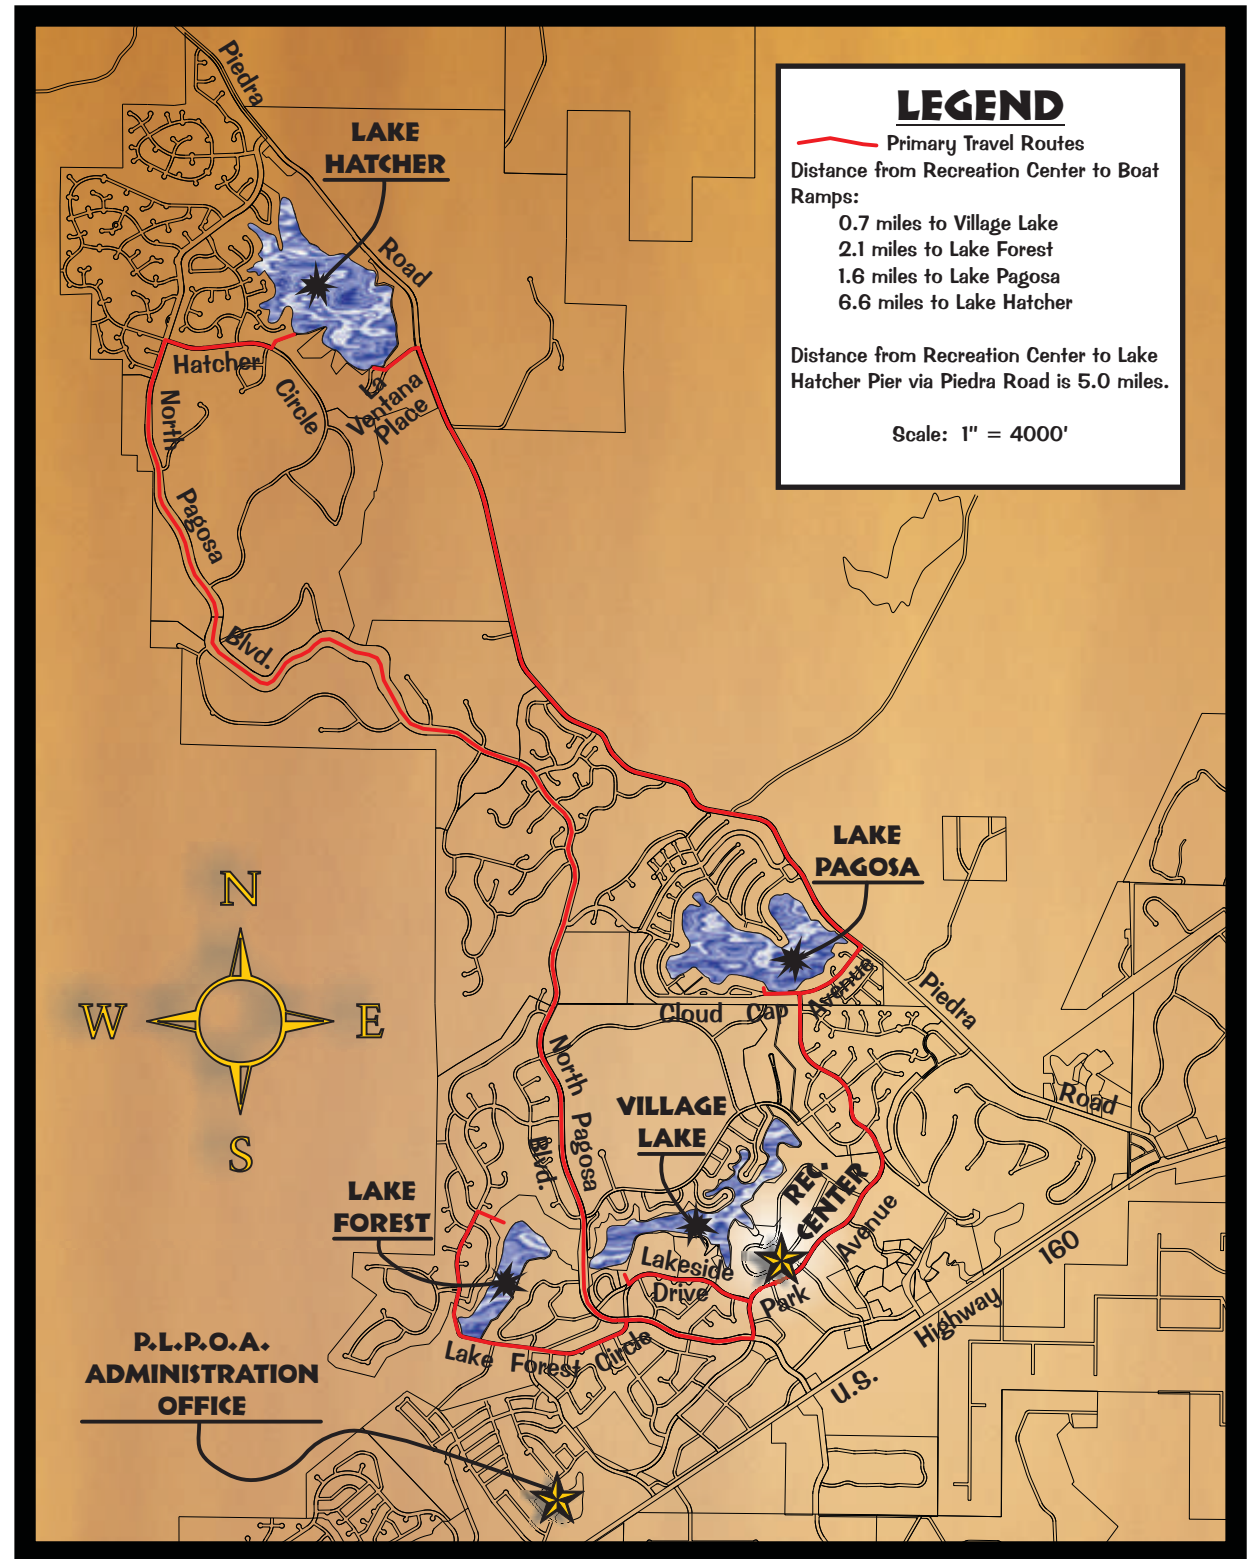 Piedra
LAKE
HATCHER
Road
LEGEND
Primary Travel Routes
Distance from Recreation Center to Boat
Ramps:
0.7 miles to Village Lake
2.1 miles to Lake Forest
1.6 miles to Lake Pagosa
6.6 miles to Lake Hatcher
Distance from Recreation Center to Lake
Hatcher Pier via Piedra Road is 5.0 miles.
Scale: 1" = 4000'
Hatcher
Circle
La
Ventana
Place
North
Pagosa
Blvd.
LAKE
PAGOSA
N
W
E
S
Cloud Cap Avenue
Piedra
Road
North Pagosa
Blvd.
VILLAGE
LAKE
REC.
CENTER
LAKE
FOREST
Lakeside
Drive
Park
Avenue
Lake Forest Circle
U.S.
Highway
160
P.L.P.O.A.
ADMINISTRATION
OFFICE